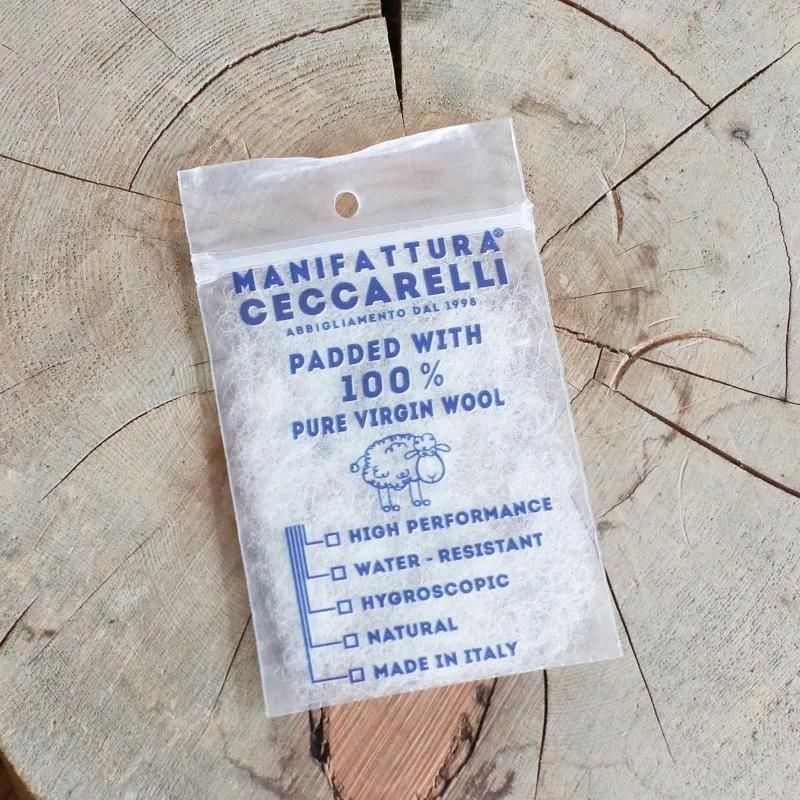 MANIFATTURA®
CECCARELLI
ABBIGLIAMENTO DAL 1998
PADDED WITH
100%
PURE VIRGIN WOOL
HIGH PERFORMANCE
WATER - RESISTANT
HYGROSCOPIC
NATURAL
MADE IN ITALY